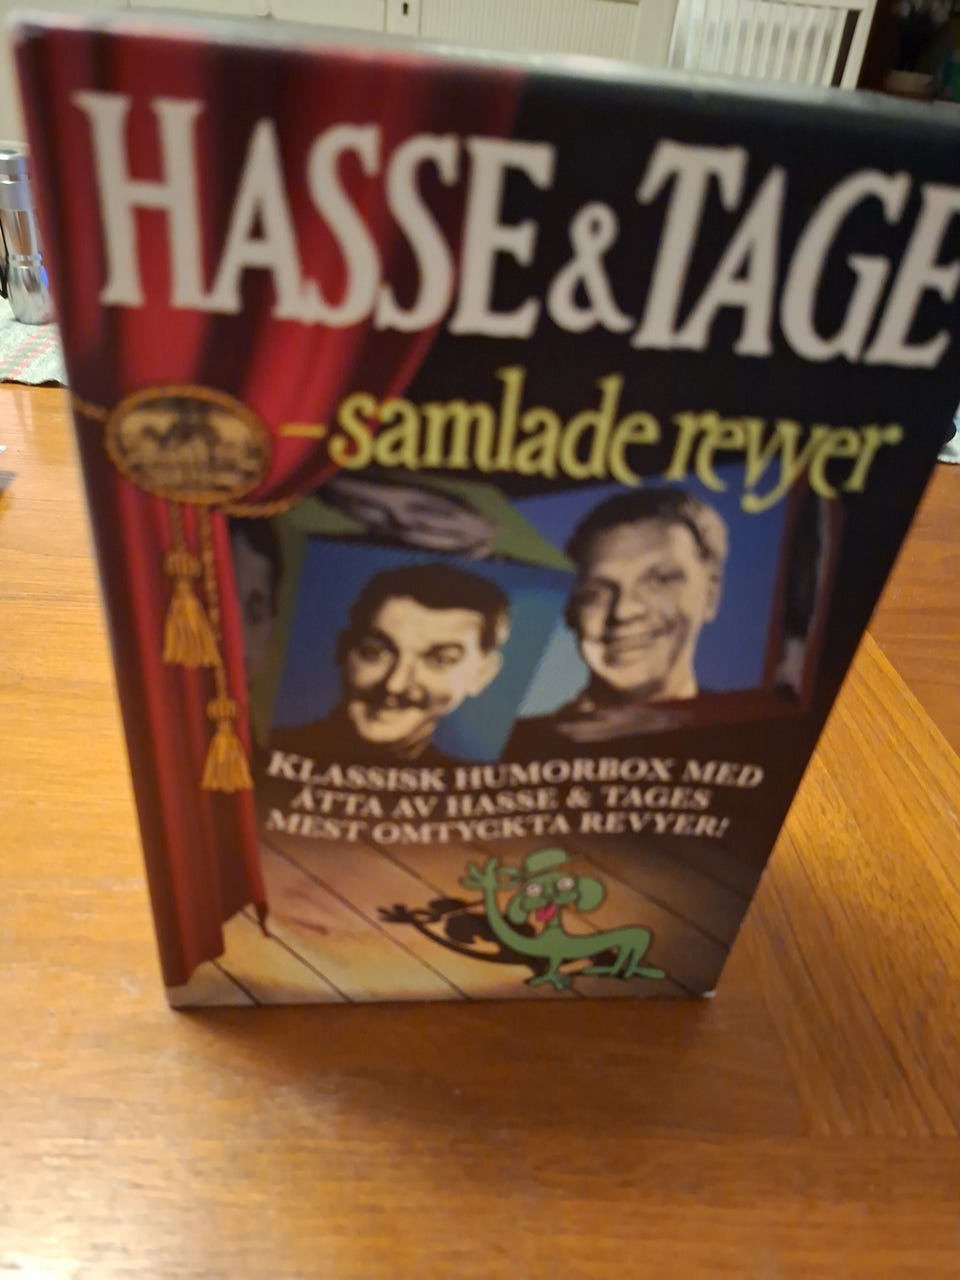 HASSE & TAGE
– samlade revyer
KLASSISK HUMORBOX MED
ÅTTA AV HASSE & TAGES
MEST OMTYCKTA REVYER!